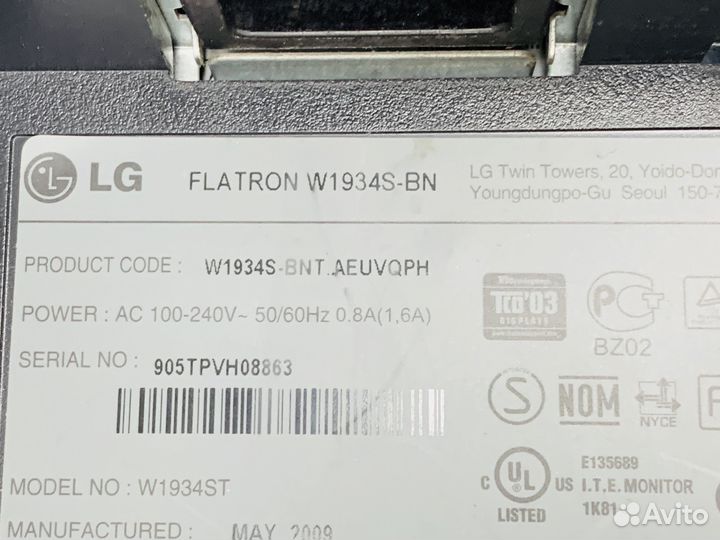 LG FLATRON W1934S-BN
LG Twin Towers, 20, Yoido-Don
Youngdungpo-Gu Seoul 150-7
PRODUCT CODE : W1934S-BNT.AEUVQPH
POWER : AC 100-240V~ 50/60Hz 0.8A(1,6A)
SERIAL NO : 905TPVH08863
TCO'03
DISPLAYS
BZ02
S
NOM
NYCE
MODEL NO : W1934ST
MANUFACTURED : MAY 2009
C UL US
LISTED
E135689
I.T.E. MONITOR
1K81
Avito